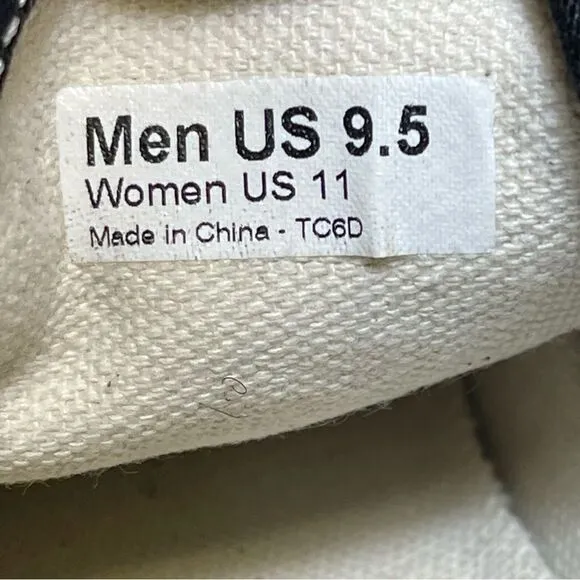 Men US 9.5
Women US 11
Made in China - TC6D